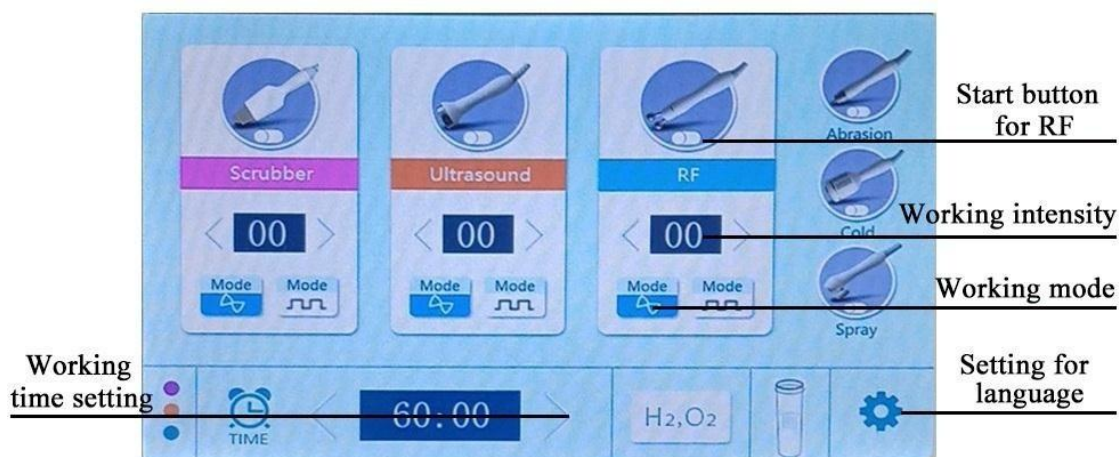 Scrubber
Ultrasound
RF
Abrasion
Cold
Spray
00
00
00
Mode
Mode
Mode
Mode
Mode
Mode
TIME
60:00
H2,O2
Start button
for RF
Working intensity
Working mode
Setting for
language
Working
time setting